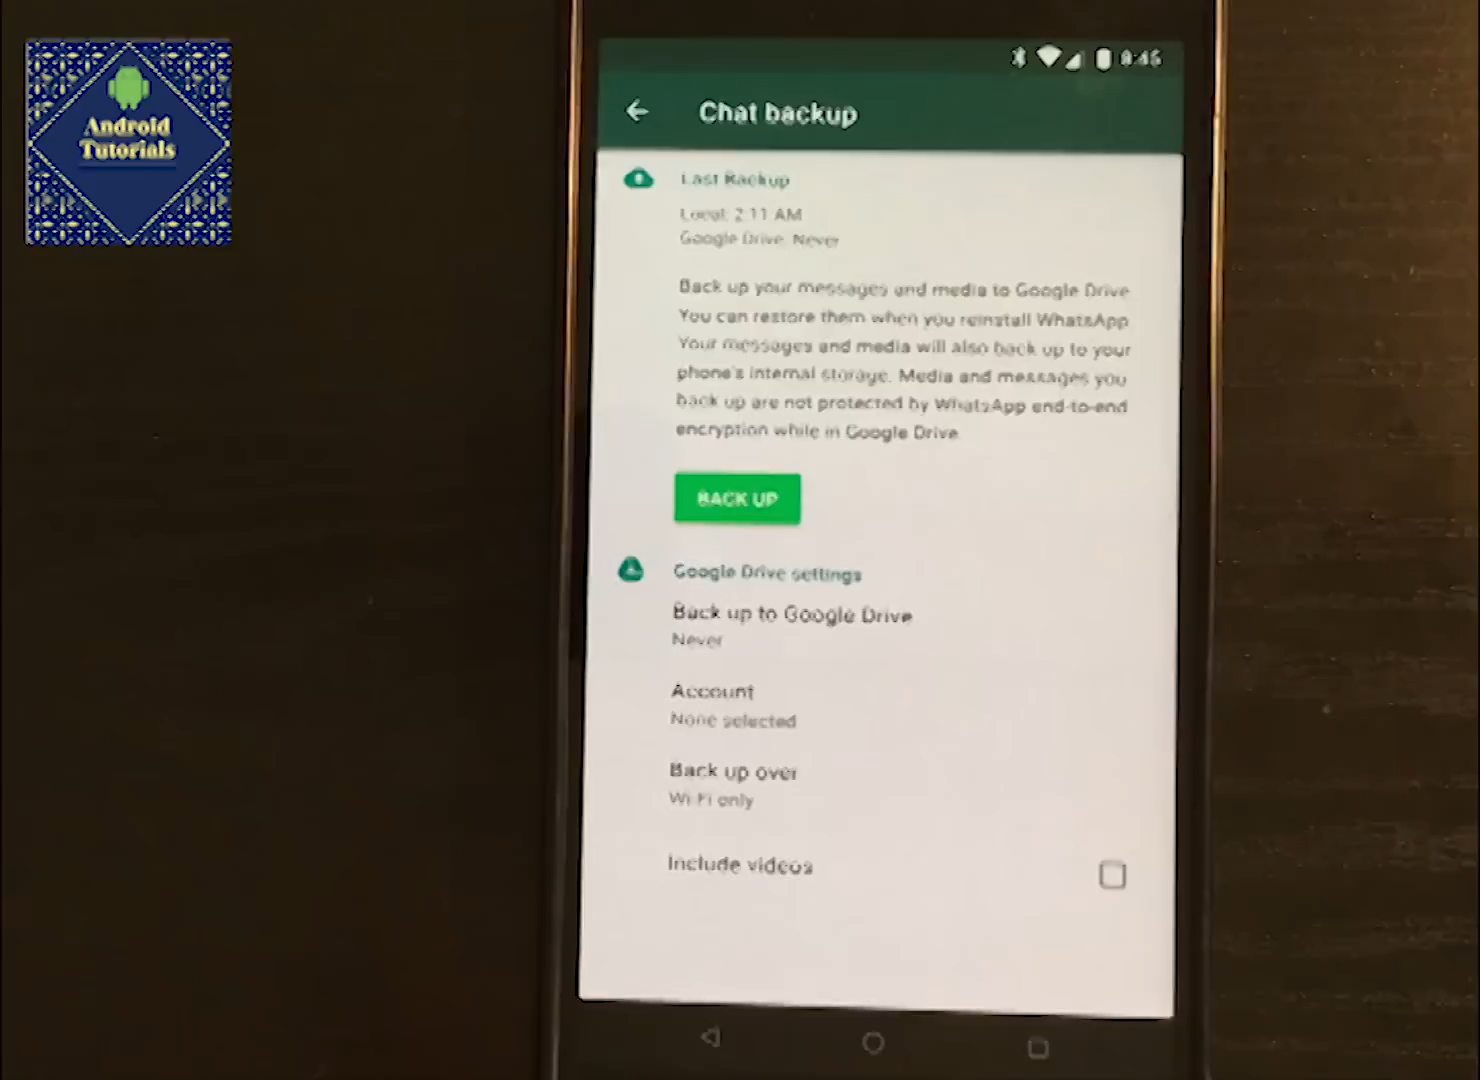 Android
Tutorials
8:45
Chat backup
Last Backup
Local: 2:11 AM
Google Drive: Never
Back up your messages and media to Google Drive.
You can restore them when you reinstall WhatsApp.
Your messages and media will also back up to your
phone's internal storage. Media and messages you
back up are not protected by WhatsApp end-to-end
encryption while in Google Drive.
BACK UP
Google Drive settings
Back up to Google Drive
Never
Account
None selected
Back up over
Wi-Fi only
Include videos